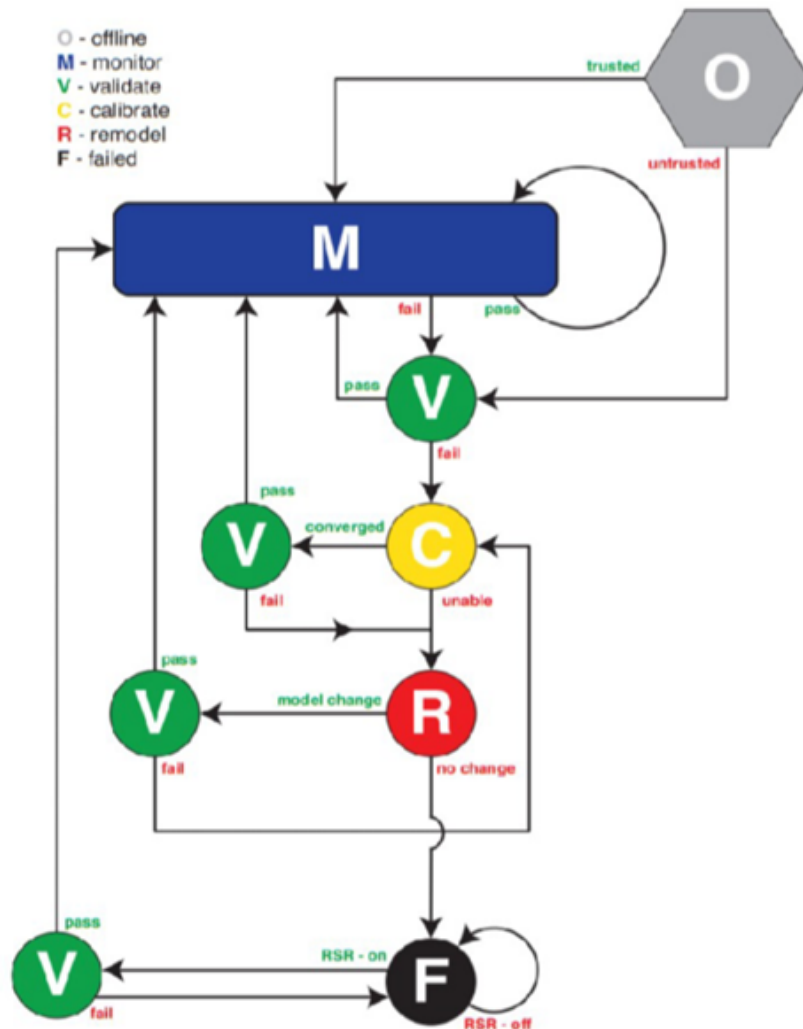 O - offline
M - monitor
V - validate
C - calibrate
R - remodel
F - failed
trusted
O
untrusted
M
fail
pass
pass
V
fail
pass
converged
V
C
fail
unable
pass
model change
V
R
fail
no change
pass
RSR - on
V
F
fail
RSR - off